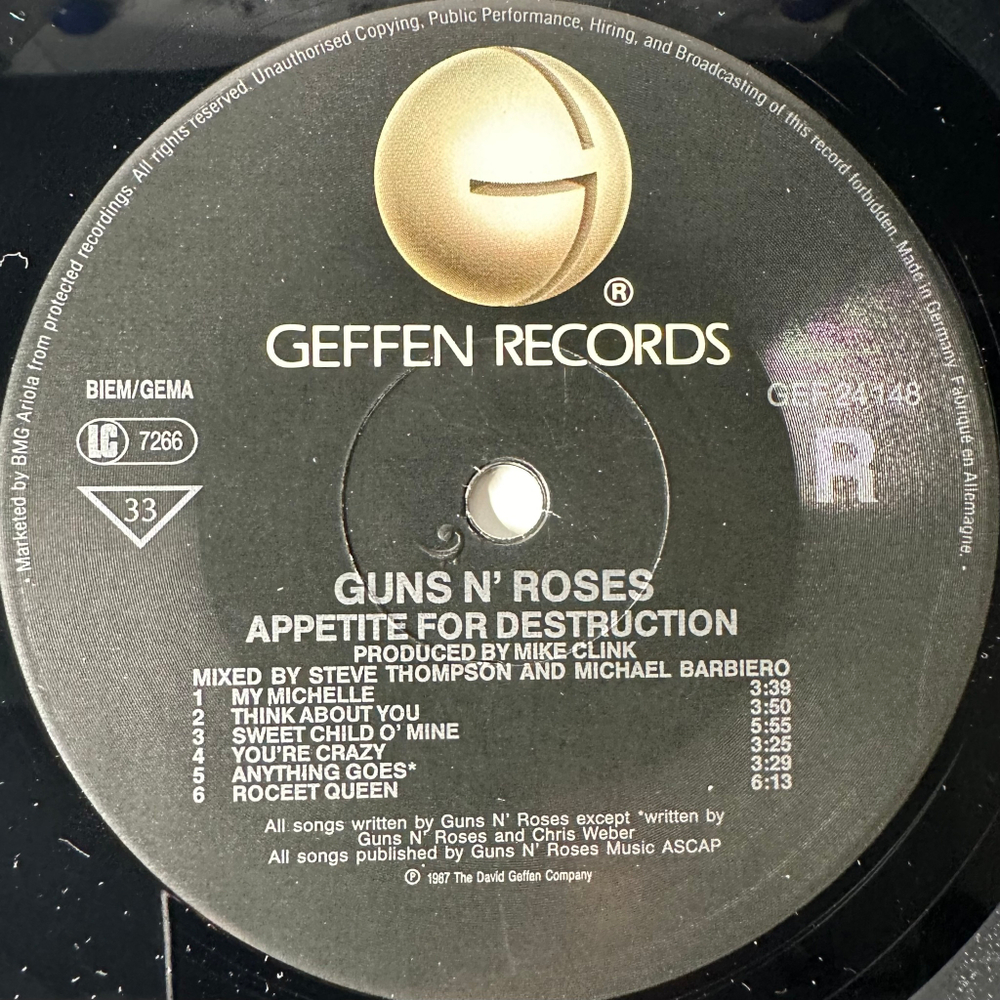 Marketed by BMG Ariola from protected recordings. All rights reserved. Unauthorised Copying, Public Performance, Hiring, and Broadcasting of this record forbidden. Made in Germany Fabriqué en Allemagne.
®
GEFFEN RECORDS
BIEM/GEMA
LC 7266
33
GEF 24148
R
GUNS N' ROSES
APPETITE FOR DESTRUCTION
PRODUCED BY MIKE CLINK
MIXED BY STEVE THOMPSON AND MICHAEL BARBIERO
1 MY MICHELLE 3:39
2 THINK ABOUT YOU 3:50
3 SWEET CHILD O' MINE 5:55
4 YOU'RE CRAZY 3:25
5 ANYTHING GOES* 3:29
6 ROCEET QUEEN 6:13
All songs written by Guns N' Roses except *written by
Guns N' Roses and Chris Weber
All songs published by Guns N' Roses Music ASCAP
℗ 1987 The David Geffen Company